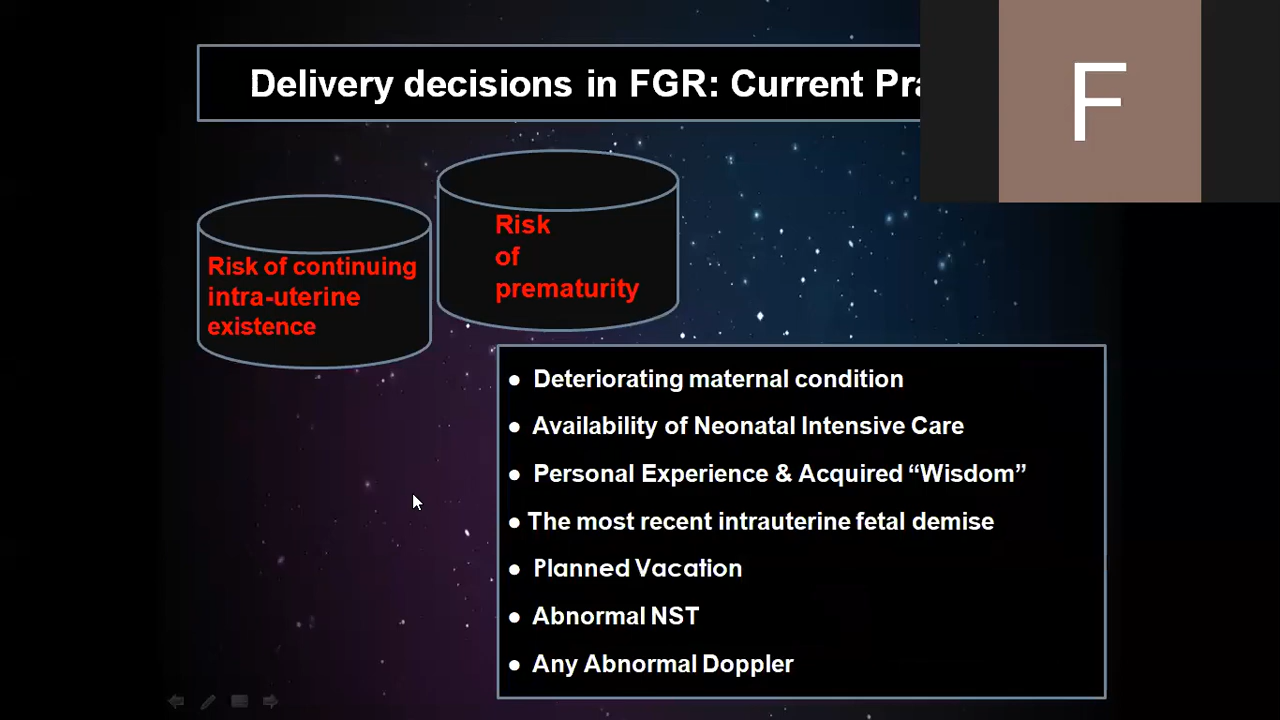 Delivery decisions in FGR: Current
F
Risk of continuing
intra-uterine
existence
Risk
of
prematurity
● Deteriorating maternal condition
● Availability of Neonatal Intensive Care
● Personal Experience & Acquired “Wisdom”
● The most recent intrauterine fetal demise
● Planned Vacation
● Abnormal NST
● Any Abnormal Doppler